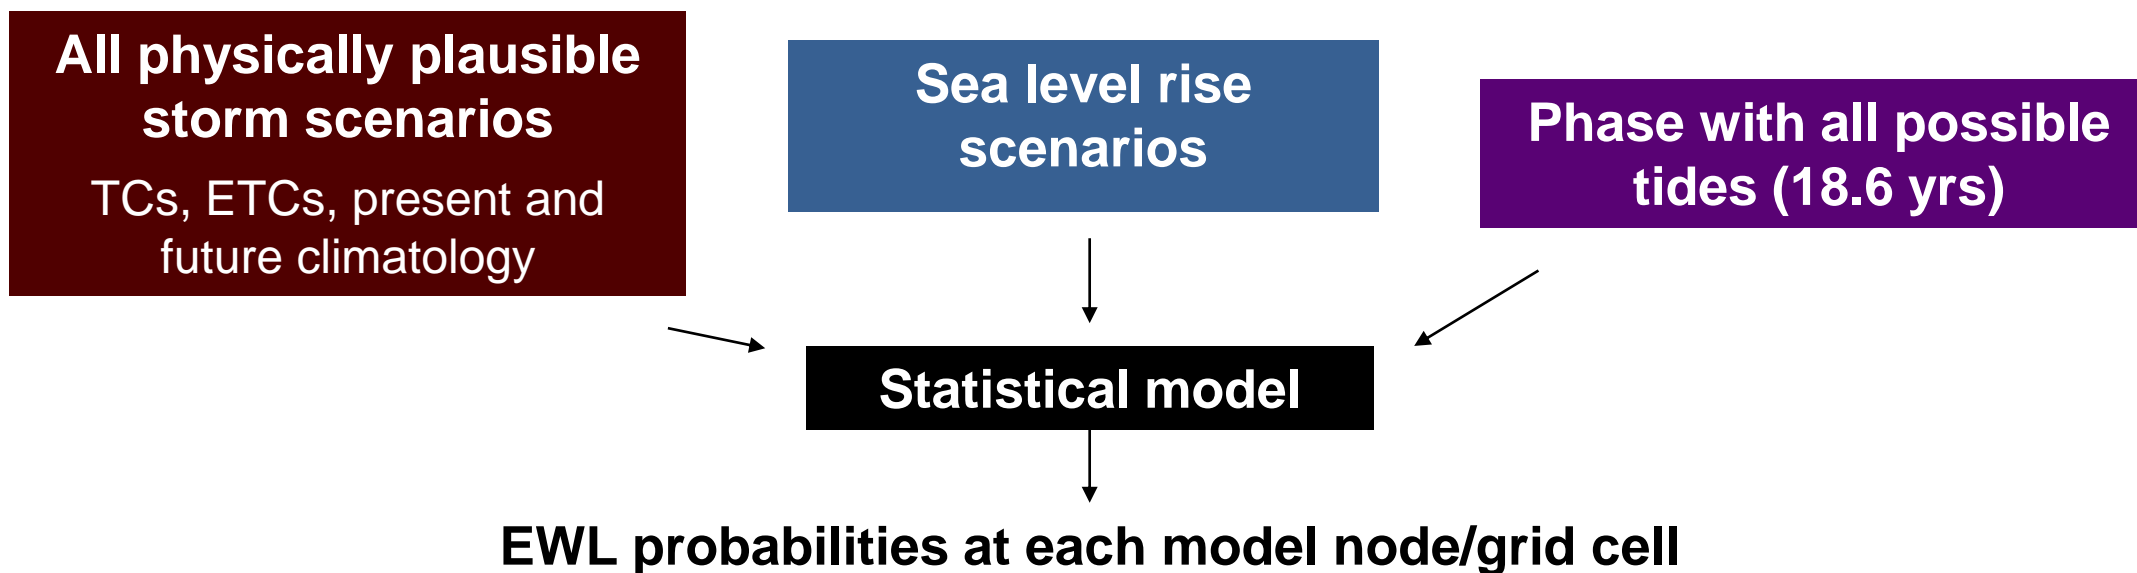 All physically plausible
storm scenarios
TCs, ETCs, present and
future climatology
Sea level rise
scenarios
Phase with all possible
tides (18.6 yrs)
Statistical model
EWL probabilities at each model node/grid cell